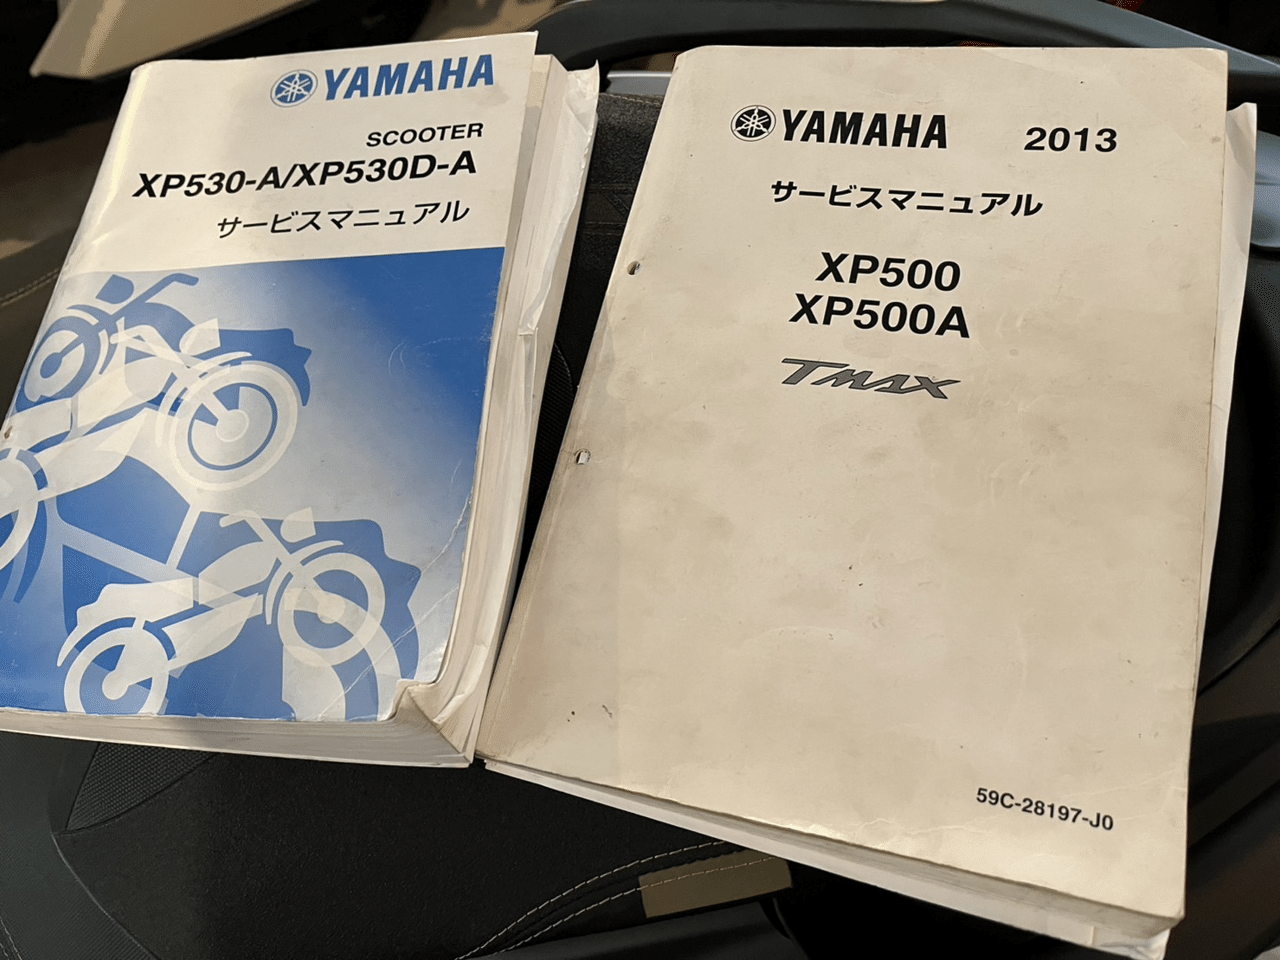 YAMAHA
SCOOTER
XP530-A/XP530D-A
サービスマニュアル
YAMAHA 2013
サービスマニュアル
XP500
XP500A
TMAX
59C-28197-J0